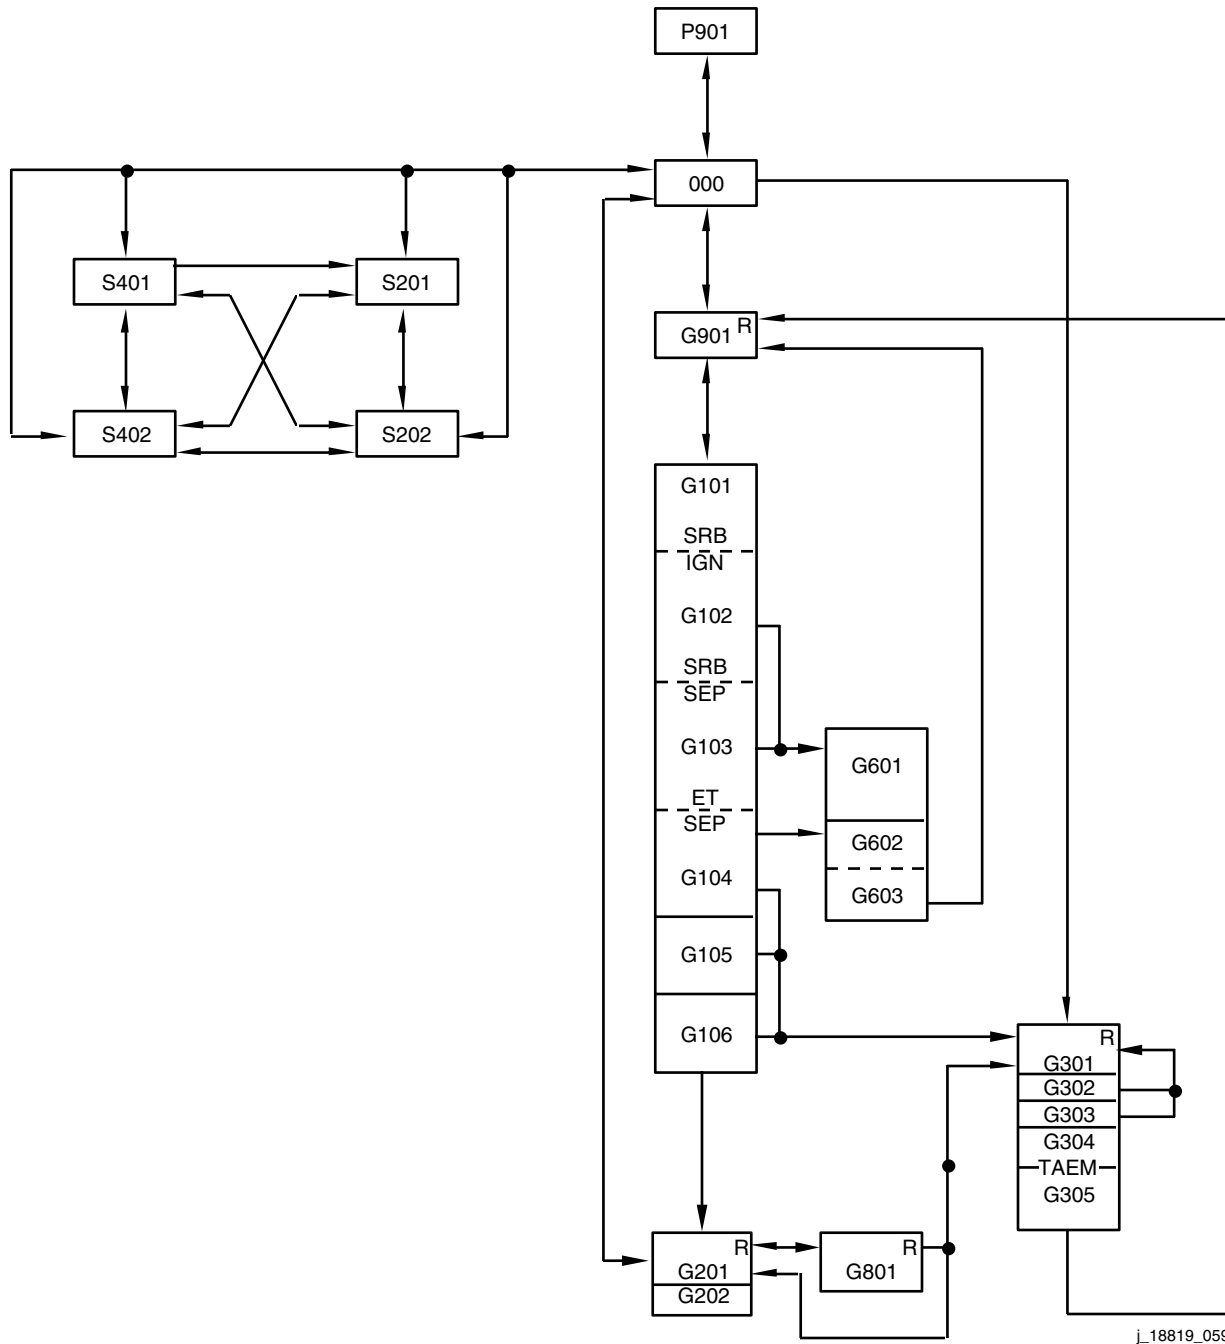 P901
000
S401
S201
G901 R
S402
S202
G101
SRB
IGN
G102
SRB
SEP
G103
ET
SEP
G104
G105
G106
G601
G602
G603
R
G301
G302
G303
G304
TAEM
G305
R
G201
G202
R
G801
j_18819_059